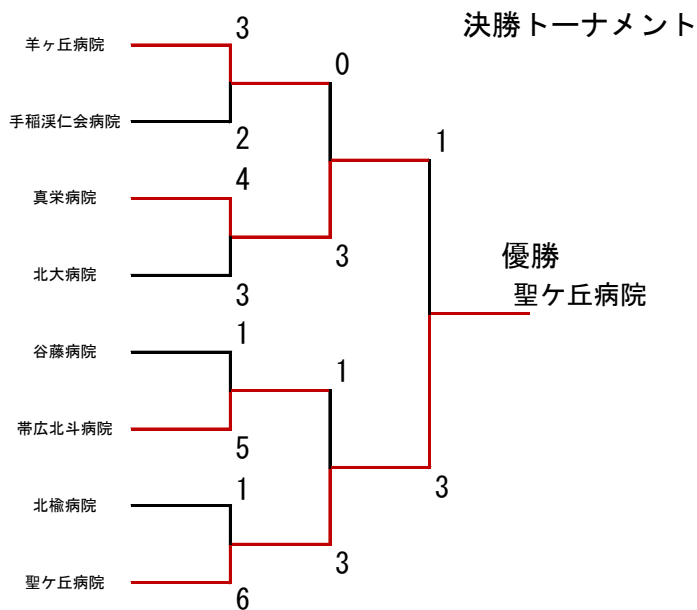 決勝トーナメント
羊ヶ丘病院
3
0
手稲渓仁会病院
2
1
真栄病院
4
北大病院
3
3
優勝
聖ケ丘病院
谷藤病院
1
1
帯広北斗病院
5
北楡病院
1
3
3
聖ケ丘病院
6